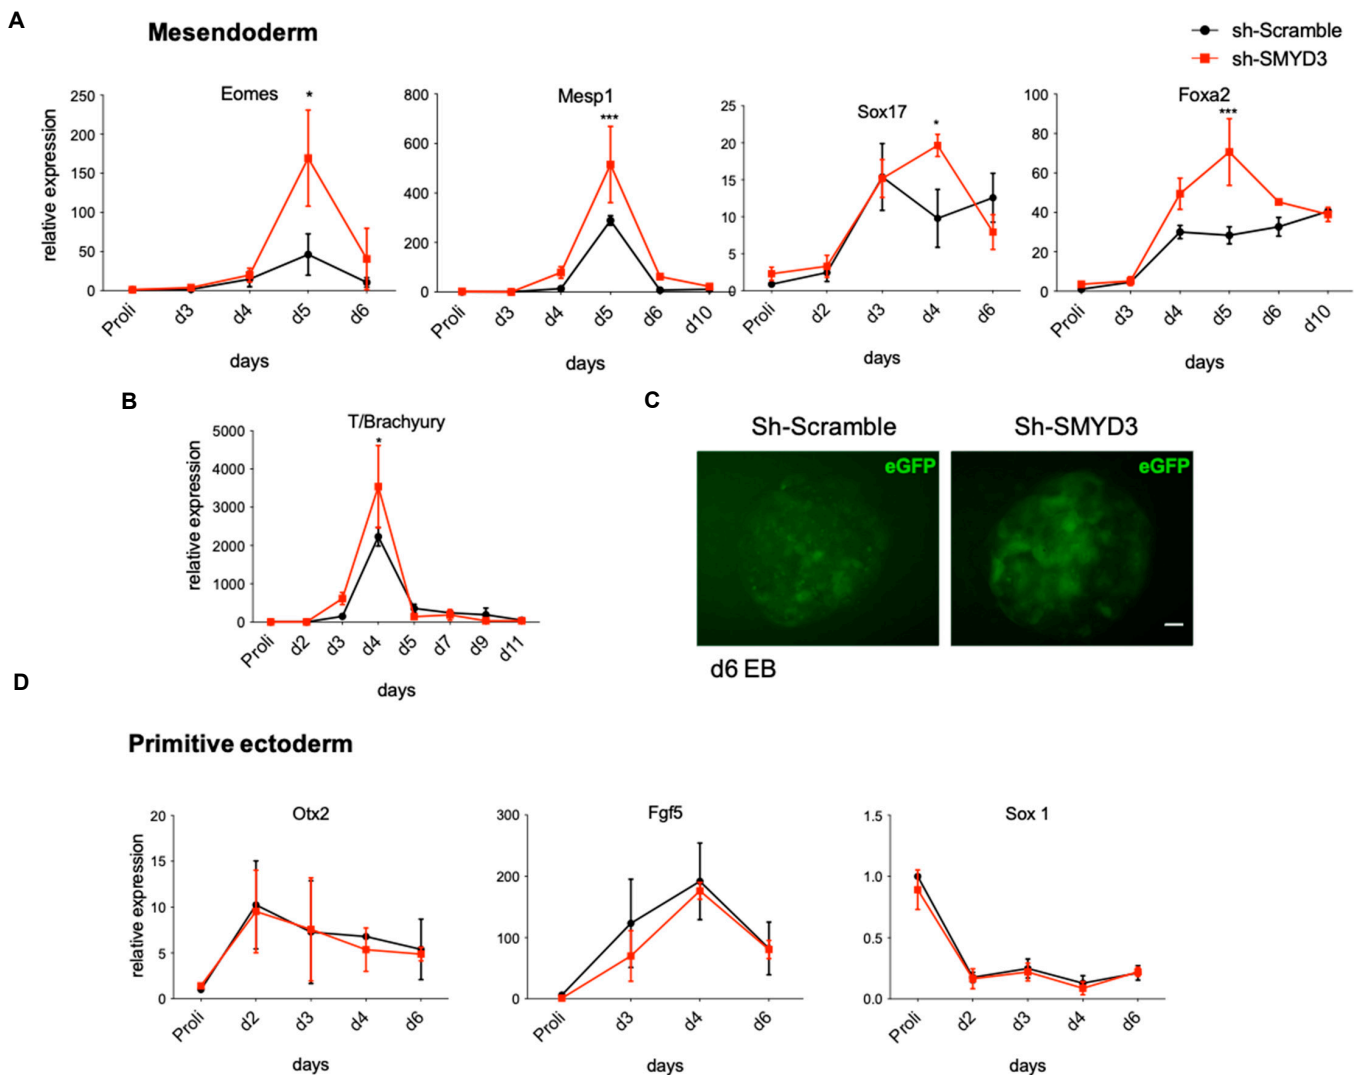 A
Mesendoderm
sh-Scramble
sh-SMYD3
Eomes
*
relative expression
250
200
150
100
50
0
Proli d3 d4 d5 d6
days
Mesp1
***
800
600
400
200
0
Proli d3 d4 d5 d6 d10
days
Sox17
*
25
20
15
10
5
0
Proli d2 d3 d4 d6
days
Foxa2
***
100
80
60
40
20
0
Proli d3 d4 d5 d6 d10
days
B
T/Brachyury
*
relative expression
5000
4000
3000
2000
1000
0
Proli d2 d3 d4 d5 d7 d9 d11
days
C
Sh-Scramble
Sh-SMYD3
eGFP
eGFP
d6 EB
D
Primitive ectoderm
Otx2
relative expression
20
15
10
5
0
Proli d2 d3 d4 d6
days
Fgf5
300
200
100
0
Proli d3 d4 d6
days
Sox 1
1.5
1.0
0.5
0.0
Proli d2 d3 d4 d6
days